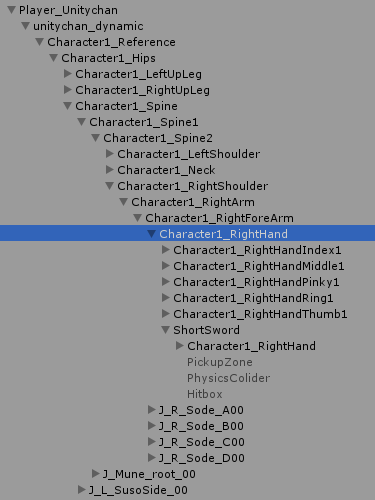 Player_Unitychan
unitychan_dynamic
Character1_Reference
Character1_Hips
Character1_LeftUpLeg
Character1_RightUpLeg
Character1_Spine
Character1_Spine1
Character1_Spine2
Character1_LeftShoulder
Character1_Neck
Character1_RightShoulder
Character1_RightArm
Character1_RightForeArm
Character1_RightHand
Character1_RightHandIndex1
Character1_RightHandMiddle1
Character1_RightHandPinky1
Character1_RightHandRing1
Character1_RightHandThumb1
ShortSword
Character1_RightHand
PickupZone
PhysicsColider
Hitbox
J_R_Sode_A00
J_R_Sode_B00
J_R_Sode_C00
J_R_Sode_D00
J_Mune_root_00
J_L_SusoSide_00